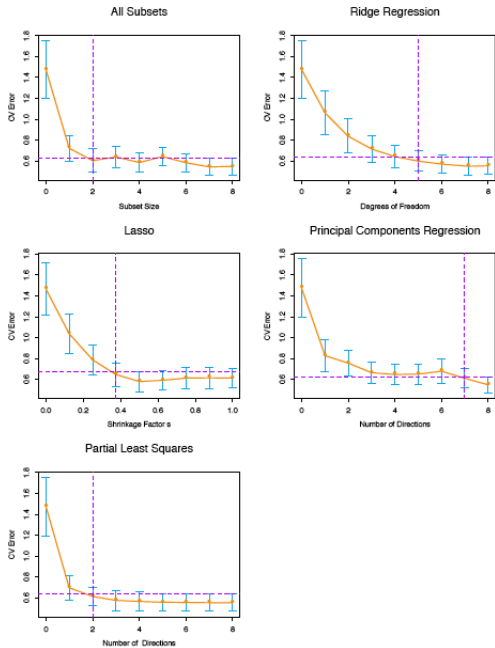 All Subsets
CV Error
0.6 0.8 1.0 1.2 1.4 1.6 1.8
0 2 4 6 8
Subset Size
Ridge Regression
CV Error
0.6 0.8 1.0 1.2 1.4 1.6 1.8
0 2 4 6 8
Degrees of Freedom
Lasso
CV Error
0.6 0.8 1.0 1.2 1.4 1.6 1.8
0.0 0.2 0.4 0.6 0.8 1.0
Shrinkage Factor s
Principal Components Regression
CV Error
0.6 0.8 1.0 1.2 1.4 1.6 1.8
0 2 4 6 8
Number of Directions
Partial Least Squares
CV Error
0.6 0.8 1.0 1.2 1.4 1.6 1.8
0 2 4 6 8
Number of Directions